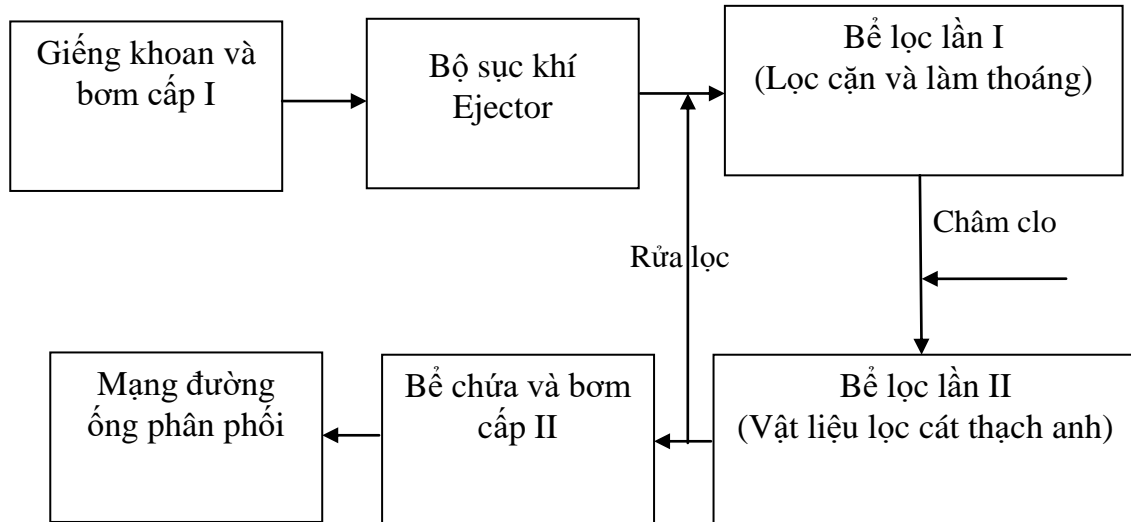 Giếng khoan và
bơm cấp I
Bộ sục khí
Ejector
Bể lọc lần I
(Lọc cặn và làm thoáng)
Châm clo
Rửa lọc
Mạng đường
ống phân phối
Bể chứa và bơm
cấp II
Bể lọc lần II
(Vật liệu lọc cát thạch anh)